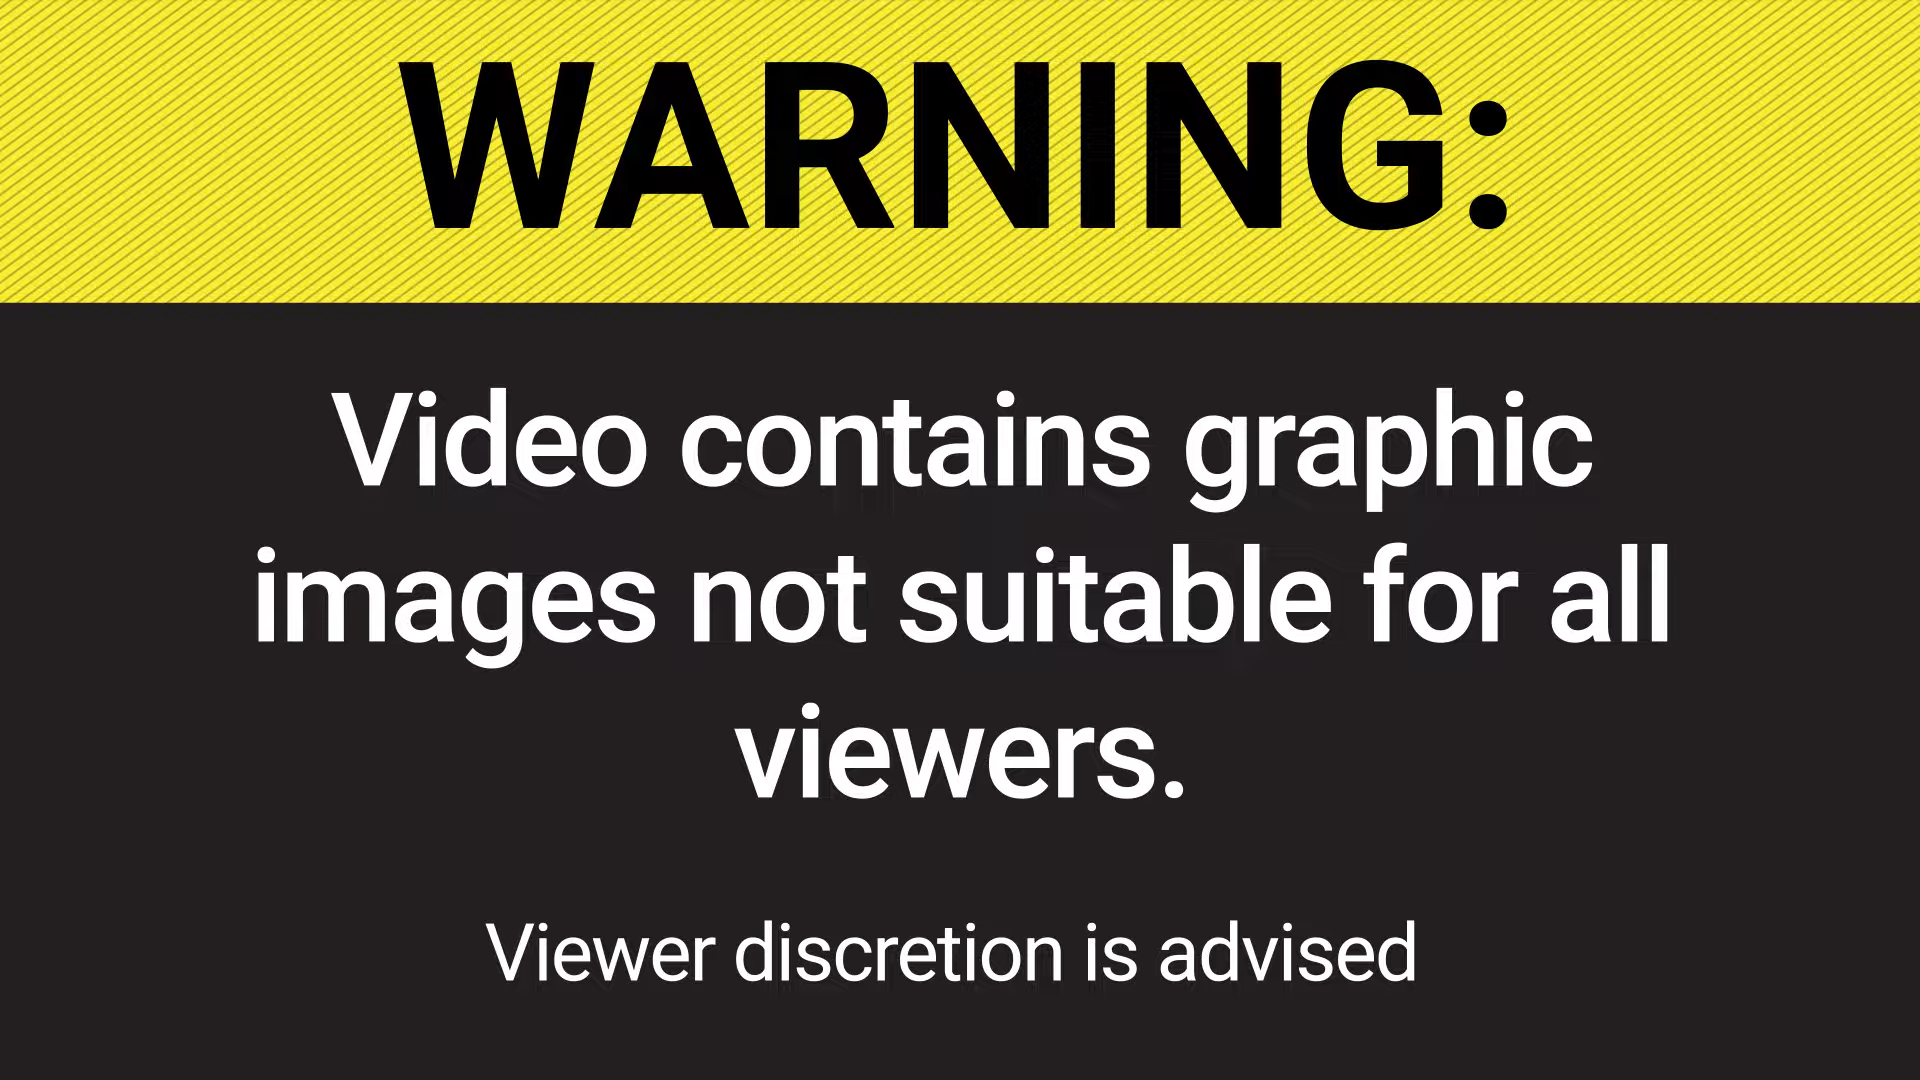 WARNING:
Video contains graphic
images not suitable for all
viewers.
Viewer discretion is advised